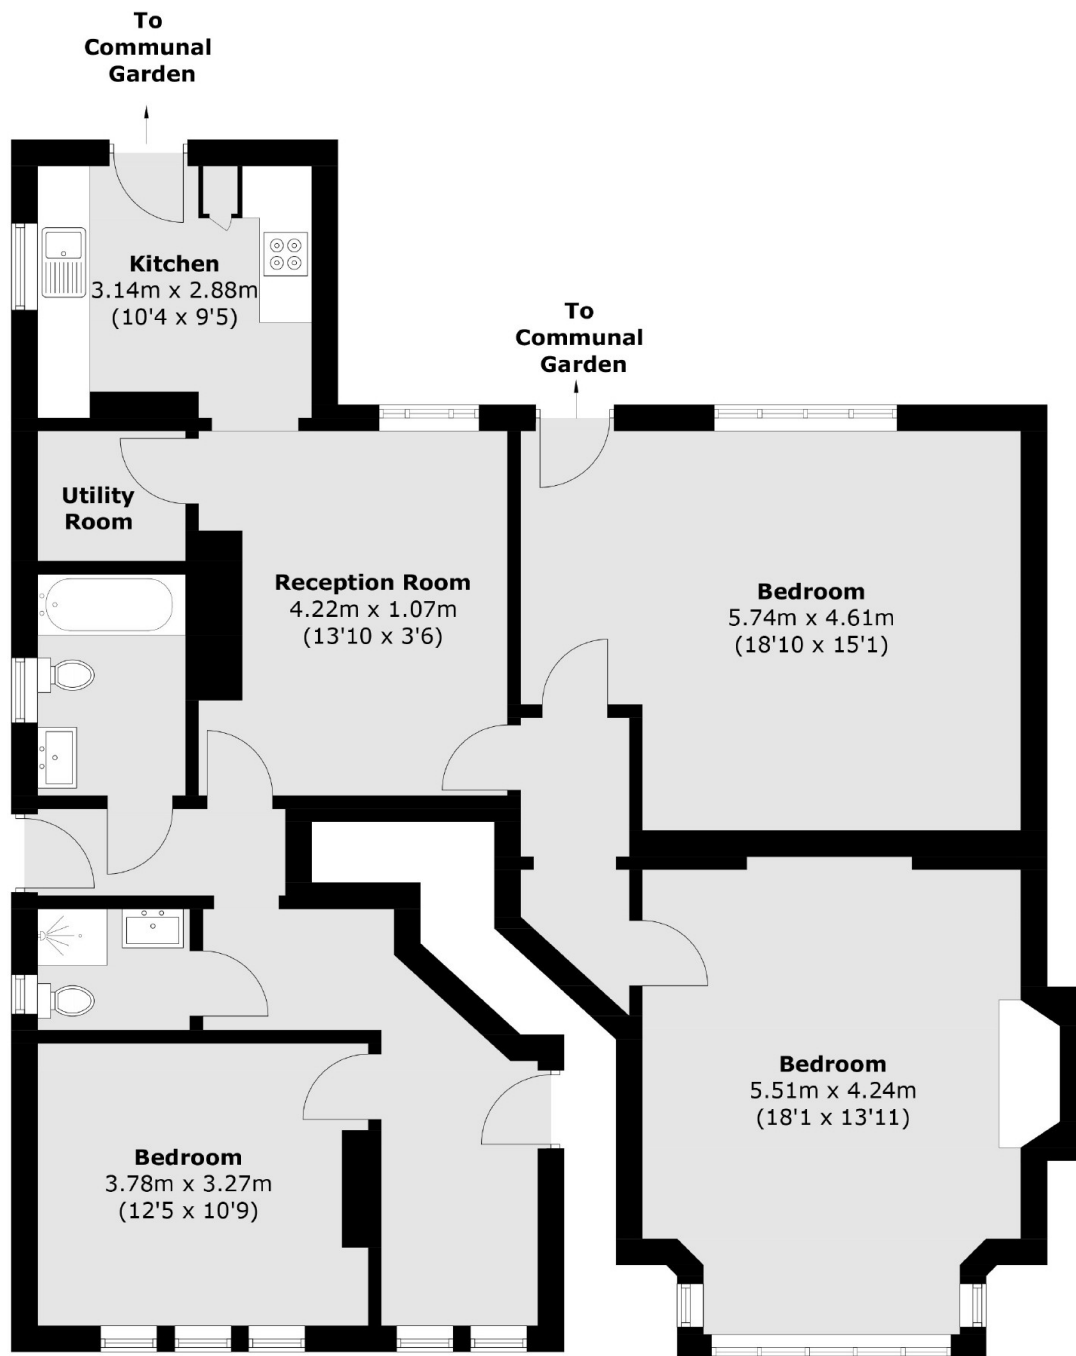 To
Communal
Garden
Kitchen
3.14m x 2.88m
(10'4 x 9'5)
To
Communal
Garden
Utility
Room
Reception Room
4.22m x 1.07m
(13'10 x 3'6)
Bedroom
5.74m x 4.61m
(18'10 x 15'1)
Bedroom
5.51m x 4.24m
(18'1 x 13'11)
Bedroom
3.78m x 3.27m
(12'5 x 10'9)